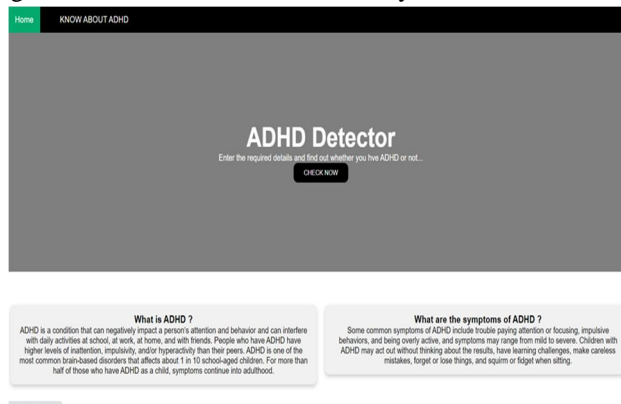 Home KNOW ABOUT ADHD
ADHD Detector
Enter the required details and find out whether you hve ADHD or not...
CHECK NOW
What is ADHD ?
ADHD is a condition that can negatively impact a person's attention and behavior and can interfere
with daily activities at school, at work, at home, and with friends. People who have ADHD have
higher levels of inattention, impulsivity, and/or hyperactivity than their peers. ADHD is one of the
most common brain-based disorders that affects about 1 in 10 school-aged children. For more than
half of those who have ADHD as a child, symptoms continue into adulthood.
What are the symptoms of ADHD ?
Some common symptoms of ADHD include trouble paying attention or focusing, impulsive
behaviors, and being overly active, and symptoms may range from mild to severe. Children with
ADHD may act out without thinking about the results, have learning challenges, make careless
mistakes, forget or lose things, and squirm or fidget when sitting.